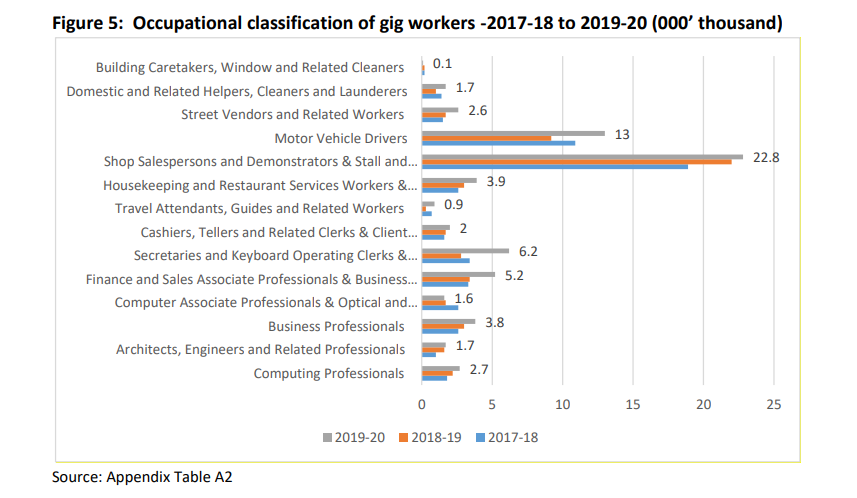 Figure 5:  Occupational classification of gig workers -2017-18 to 2019-20 (000’ thousand)
Building Caretakers, Window and Related Cleaners 0.1
Domestic and Related Helpers, Cleaners and Launderers 1.7
Street Vendors and Related Workers 2.6
Motor Vehicle Drivers 13
Shop Salespersons and Demonstrators & Stall and... 22.8
Housekeeping and Restaurant Services Workers &... 3.9
Travel Attendants, Guides and Related Workers 0.9
Cashiers, Tellers and Related Clerks & Client... 2
Secretaries and Keyboard Operating Clerks &... 6.2
Finance and Sales Associate Professionals & Business... 5.2
Computer Associate Professionals & Optical and... 1.6
Business Professionals 3.8
Architects, Engineers and Related Professionals 1.7
Computing Professionals 2.7
0 5 10 15 20 25
2019-20 2018-19 2017-18
Source: Appendix Table A2